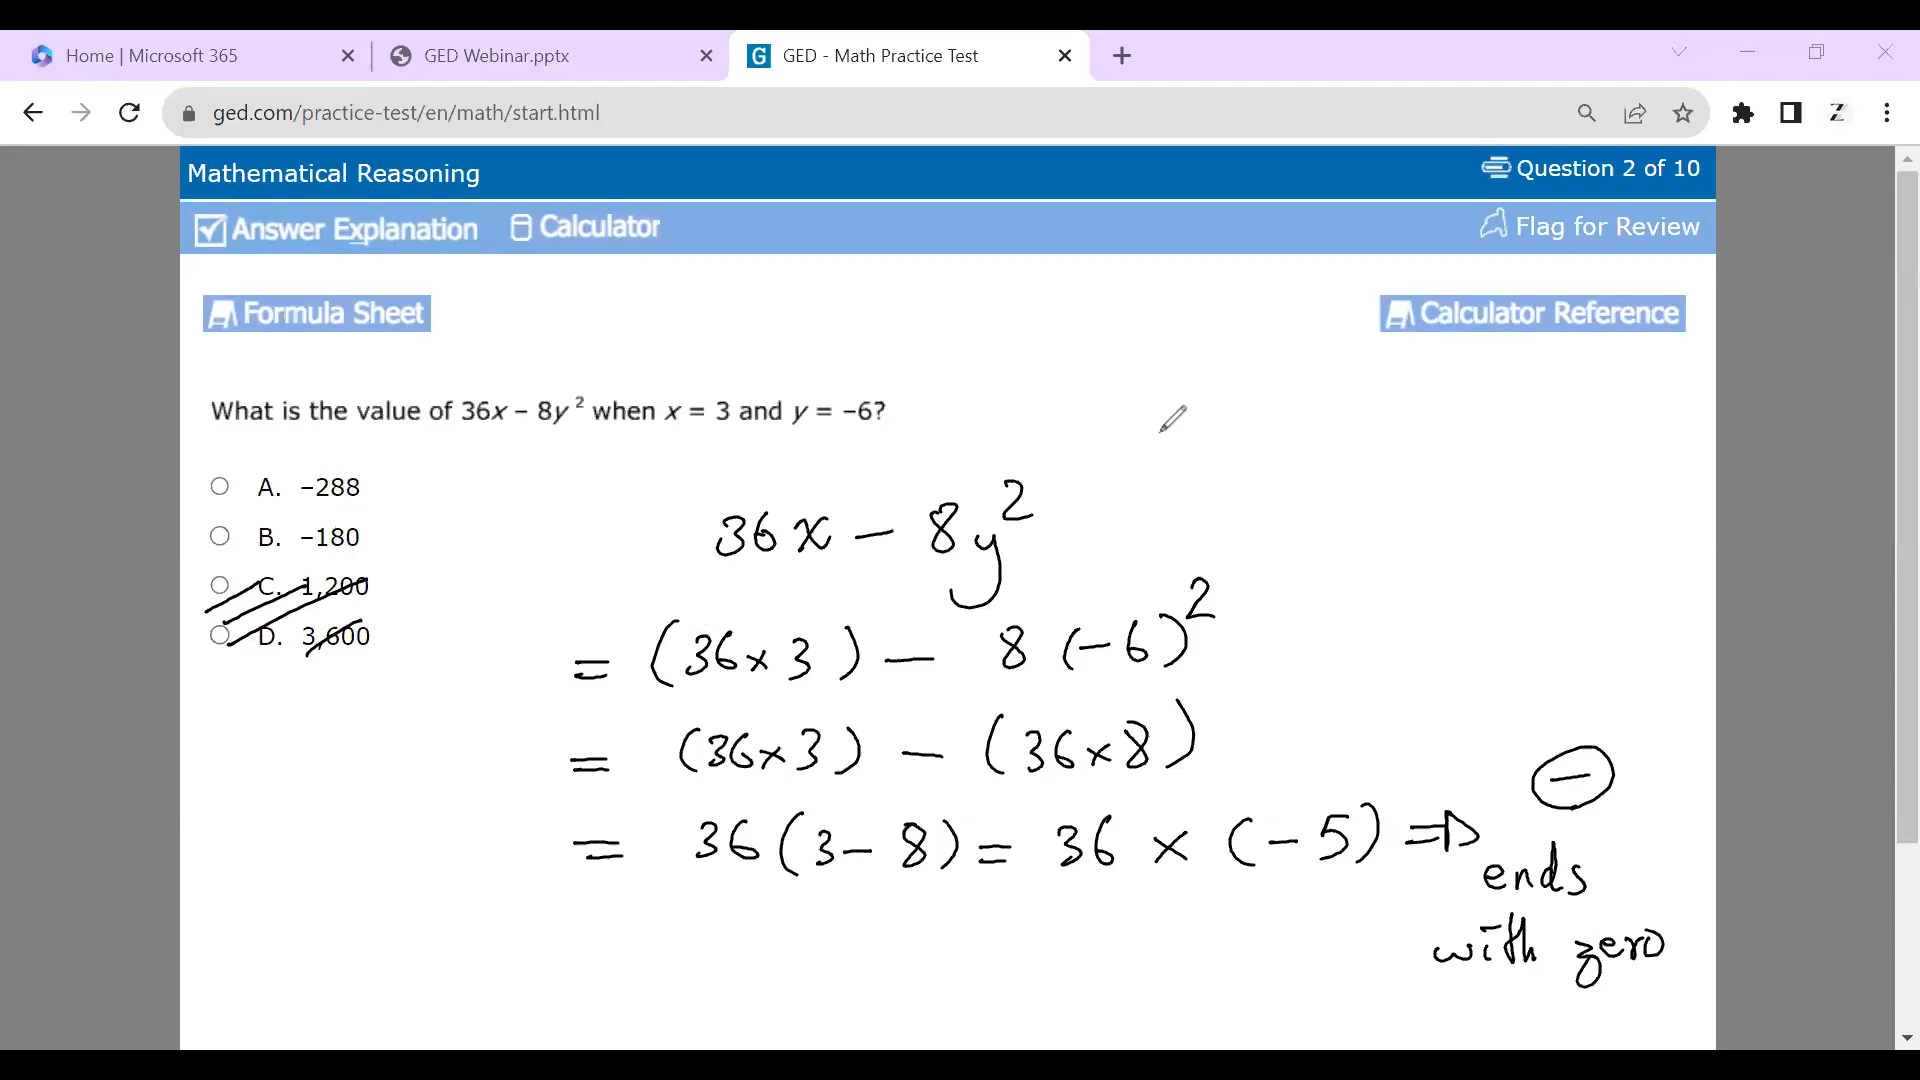 Home | Microsoft 365
GED Webinar.pptx
GED - Math Practice Test
ged.com/practice-test/en/math/start.html
Mathematical Reasoning
Question 2 of 10
Answer Explanation
Calculator
Flag for Review
Formula Sheet
Calculator Reference
What is the value of 36x – 8y² when x = 3 and y = –6?
A. –288
B. –180
C. 1,200
D. 3,600
36x – 8y²
= (36×3) – 8 (–6)²
= (36×3) – (36×8)
= 36(3–8) = 36 × (–5) ⇒
–
ends
with zero